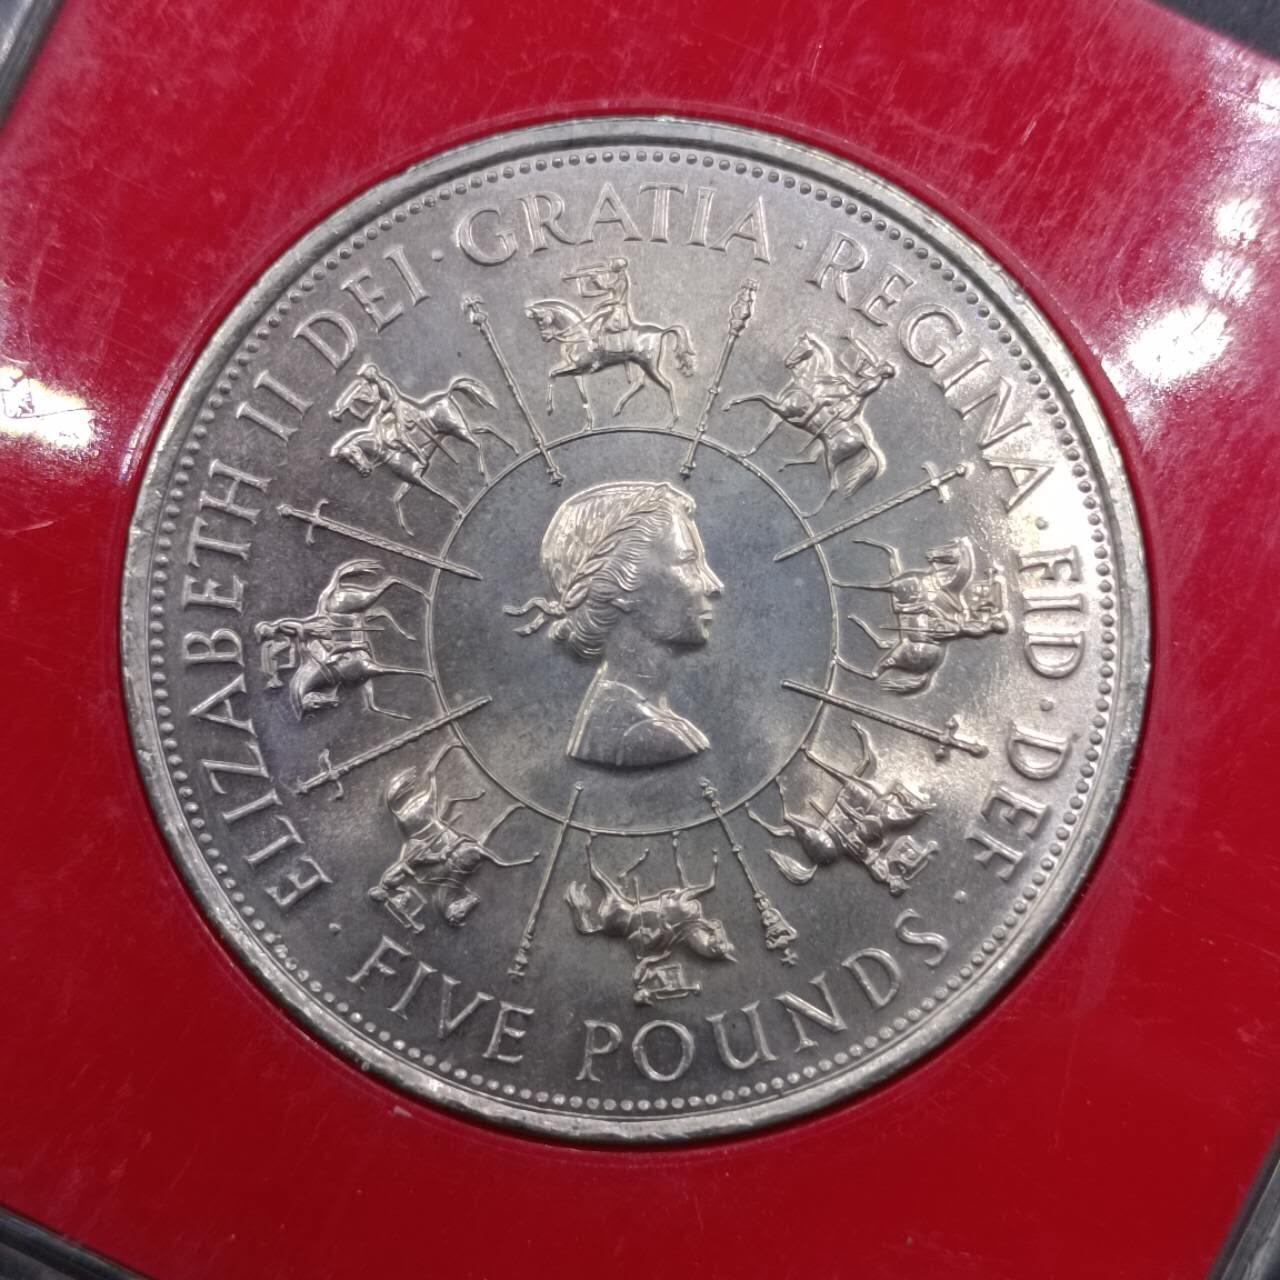 ELIZABETH II DEI · GRATIA · REGINA · FID · DEF ·
FIVE POUNDS ·